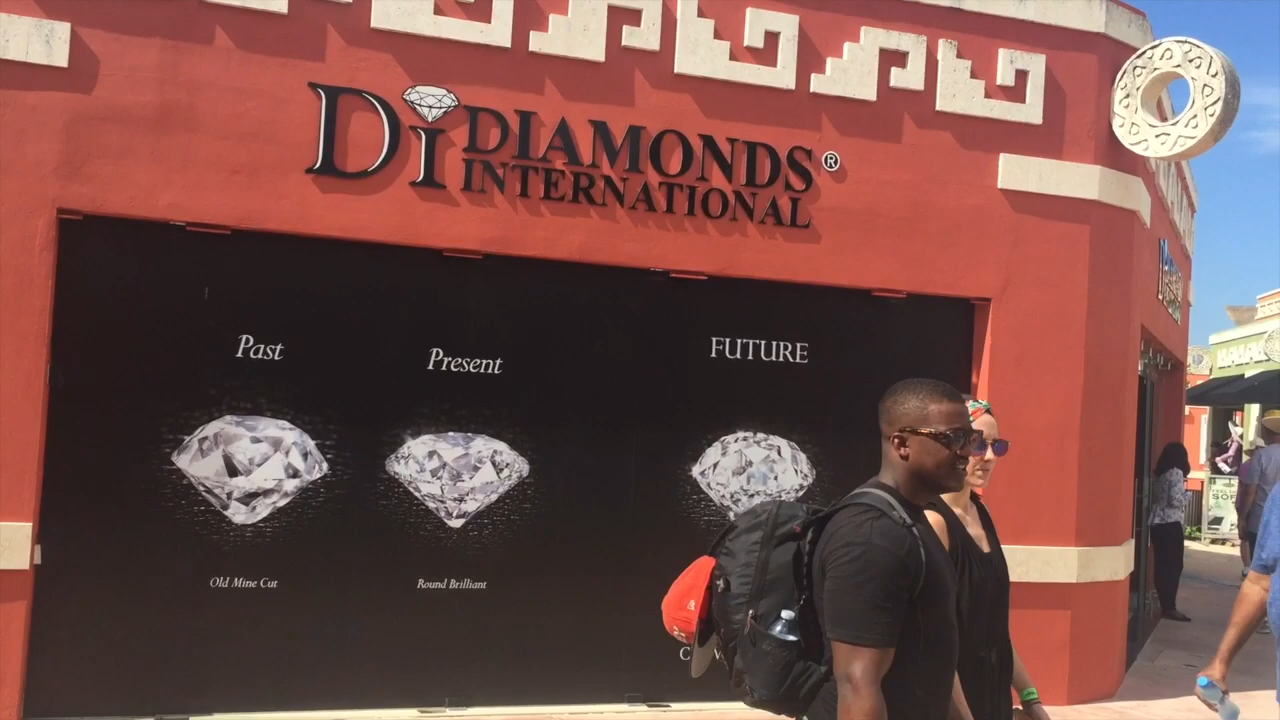 Di DIAMONDS
INTERNATIONAL ®
Past
Present
FUTURE
Old Mine Cut
Round Brilliant